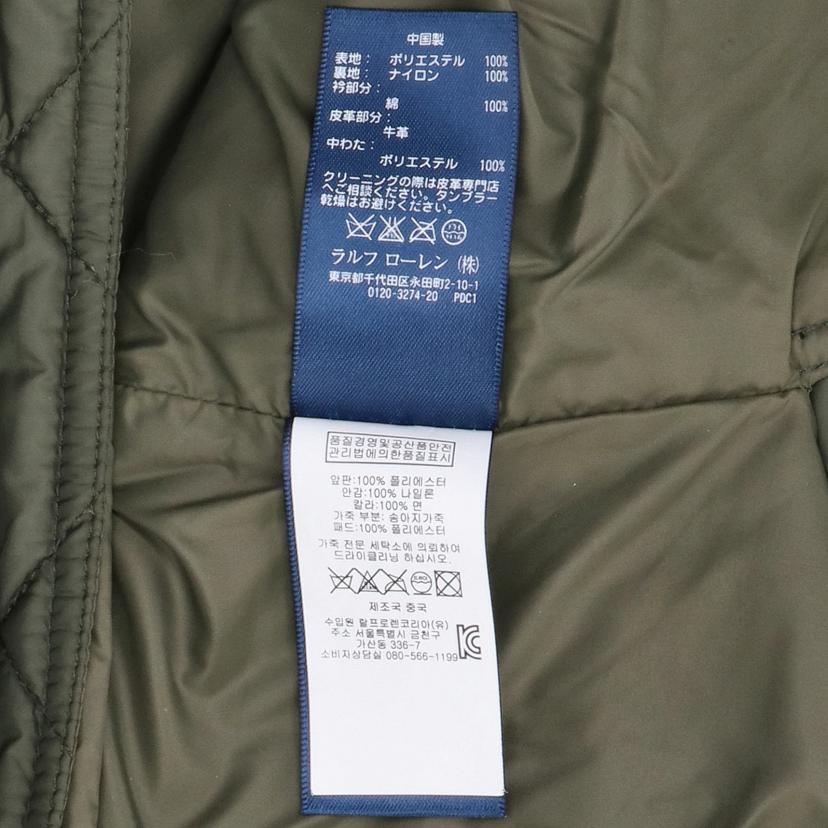 中国製
表地： ポリエステル 100%
裏地： ナイロン 100%
衿部分：
綿 100%
皮革部分：
牛革
中わた：
ポリエステル 100%
クリーニングの際は皮革専門店
へご相談ください。タンブラー
乾燥はお避けください。
ラルフ ローレン (株)
東京都千代田区永田町2-10-1
0120-3274-20 PDC1
품질경영및공산품안전
관리법에의한품질표시
앞판:100% 폴리에스터
안감:100% 나일론
칼라:100% 면
가죽 부분: 송아지가죽
패드:100% 폴리에스터
가죽 전문 세탁소에 의뢰하여
드라이클리닝 하십시오.
제조국 중국
수입원 랄프로렌코리아(유)
주소 서울특별시 금천구
가산동 336-7
소비자상담실 080-566-1199